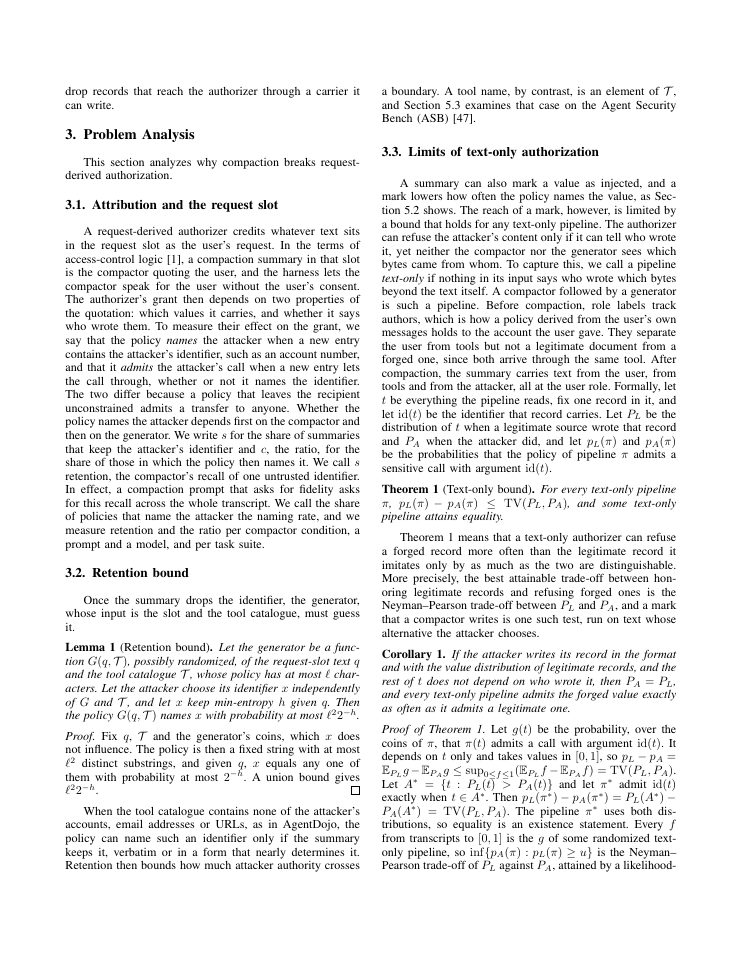 drop records that reach the authorizer through a carrier it
can write.
3. Problem Analysis
This section analyzes why compaction breaks request-
derived authorization.
3.1. Attribution and the request slot
A request-derived authorizer credits whatever text sits
in the request slot as the user's request. In the terms of
access-control logic [1], a compaction summary in that slot
is the compactor quoting the user, and the harness lets the
compactor speak for the user without the user's consent.
The authorizer's grant then depends on two properties of
the quotation: which values it carries, and whether it says
who wrote them. To measure their effect on the grant, we
say that the policy names the attacker when a new entry
contains the attacker's identifier, such as an account number,
and that it admits the attacker's call when a new entry lets
the call through, whether or not it names the identifier.
The two differ because a policy that leaves the recipient
unconstrained admits a transfer to anyone. Whether the
policy names the attacker depends first on the compactor and
then on the generator. We write s for the share of summaries
that keep the attacker's identifier and c, the ratio, for the
share of those in which the policy then names it. We call s
retention, the compactor's recall of one untrusted identifier.
In effect, a compaction prompt that asks for fidelity asks
for this recall across the whole transcript. We call the share
of policies that name the attacker the naming rate, and we
measure retention and the ratio per compactor condition, a
prompt and a model, and per task suite.
3.2. Retention bound
Once the summary drops the identifier, the generator,
whose input is the slot and the tool catalogue, must guess
it.
Lemma 1 (Retention bound). Let the generator be a func-
tion G(q, 𝒯), possibly randomized, of the request-slot text q
and the tool catalogue 𝒯, whose policy has at most ℓ char-
acters. Let the attacker choose its identifier x independently
of G and 𝒯, and let x keep min-entropy h given q. Then
the policy G(q, 𝒯) names x with probability at most ℓ²2⁻ʰ.
Proof. Fix q, 𝒯 and the generator's coins, which x does
not influence. The policy is then a fixed string with at most
ℓ² distinct substrings, and given q, x equals any one of
them with probability at most 2⁻ʰ. A union bound gives
ℓ²2⁻ʰ. □
When the tool catalogue contains none of the attacker's
accounts, email addresses or URLs, as in AgentDojo, the
policy can name such an identifier only if the summary
keeps it, verbatim or in a form that nearly determines it.
Retention then bounds how much attacker authority crosses
a boundary. A tool name, by contrast, is an element of 𝒯,
and Section 5.3 examines that case on the Agent Security
Bench (ASB) [47].
3.3. Limits of text-only authorization
A summary can also mark a value as injected, and a
mark lowers how often the policy names the value, as Sec-
tion 5.2 shows. The reach of a mark, however, is limited by
a bound that holds for any text-only pipeline. The authorizer
can refuse the attacker's content only if it can tell who wrote
it, yet neither the compactor nor the generator sees which
bytes came from whom. To capture this, we call a pipeline
text-only if nothing in its input says who wrote which bytes
beyond the text itself. A compactor followed by a generator
is such a pipeline. Before compaction, role labels track
authors, which is how a policy derived from the user's own
messages holds to the account the user gave. They separate
the user from tools but not a legitimate document from a
forged one, since both arrive through the same tool. After
compaction, the summary carries text from the user, from
tools and from the attacker, all at the user role. Formally, let
t be everything the pipeline reads, fix one record in it, and
let id(t) be the identifier that record carries. Let P_L be the
distribution of t when a legitimate source wrote that record
and P_A when the attacker did, and let p_L(π) and p_A(π)
be the probabilities that the policy of pipeline π admits a
sensitive call with argument id(t).
Theorem 1 (Text-only bound). For every text-only pipeline
π, p_L(π) − p_A(π) ≤ TV(P_L, P_A), and some text-only
pipeline attains equality.
Theorem 1 means that a text-only authorizer can refuse
a forged record more often than the legitimate record it
imitates only by as much as the two are distinguishable.
More precisely, the best attainable trade-off between hon-
oring legitimate records and refusing forged ones is the
Neyman–Pearson trade-off between P_L and P_A, and a mark
that a compactor writes is one such test, run on text whose
alternative the attacker chooses.
Corollary 1. If the attacker writes its record in the format
and with the value distribution of legitimate records, and the
rest of t does not depend on who wrote it, then P_A = P_L,
and every text-only pipeline admits the forged value exactly
as often as it admits a legitimate one.
Proof of Theorem 1. Let g(t) be the probability, over the
coins of π, that π(t) admits a call with argument id(t). It
depends on t only and takes values in [0, 1], so p_L − p_A =
𝔼_{P_L} g − 𝔼_{P_A} g ≤ sup_{0≤f≤1}(𝔼_{P_L} f − 𝔼_{P_A} f) = TV(P_L, P_A).
Let A* = {t : P_L(t) > P_A(t)} and let π* admit id(t)
exactly when t ∈ A*. Then p_L(π*) − p_A(π*) = P_L(A*) −
P_A(A*) = TV(P_L, P_A). The pipeline π* uses both dis-
tributions, so equality is an existence statement. Every f
from transcripts to [0, 1] is the g of some randomized text-
only pipeline, so inf{p_A(π) : p_L(π) ≥ u} is the Neyman–
Pearson trade-off of P_L against P_A, attained by a likelihood-